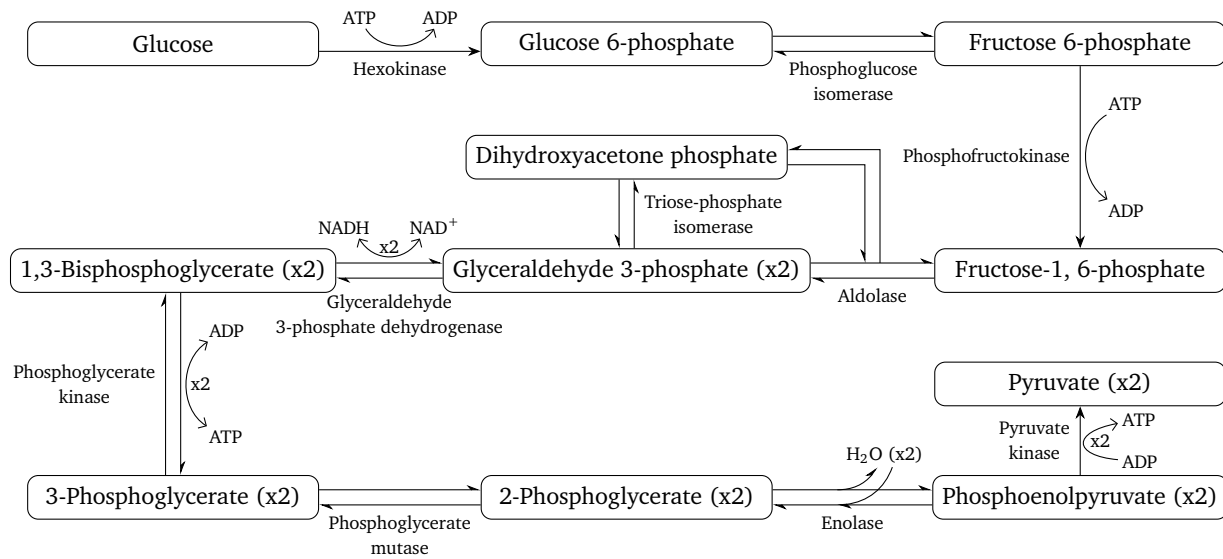 ATP ADP
Glucose
Hexokinase
Glucose 6-phosphate
Phosphoglucose
isomerase
Fructose 6-phosphate
ATP
Phosphofructokinase
ADP
Dihydroxyacetone phosphate
Triose-phosphate
isomerase
NADH x2 NAD⁺
1,3-Bisphosphoglycerate (x2)
Glyceraldehyde
3-phosphate dehydrogenase
Glyceraldehyde 3-phosphate (x2)
Aldolase
Fructose-1, 6-phosphate
ADP
Phosphoglycerate
kinase
x2
ATP
Pyruvate (x2)
Pyruvate
kinase
ATP
x2
ADP
3-Phosphoglycerate (x2)
Phosphoglycerate
mutase
2-Phosphoglycerate (x2)
H₂O (x2)
Enolase
Phosphoenolpyruvate (x2)